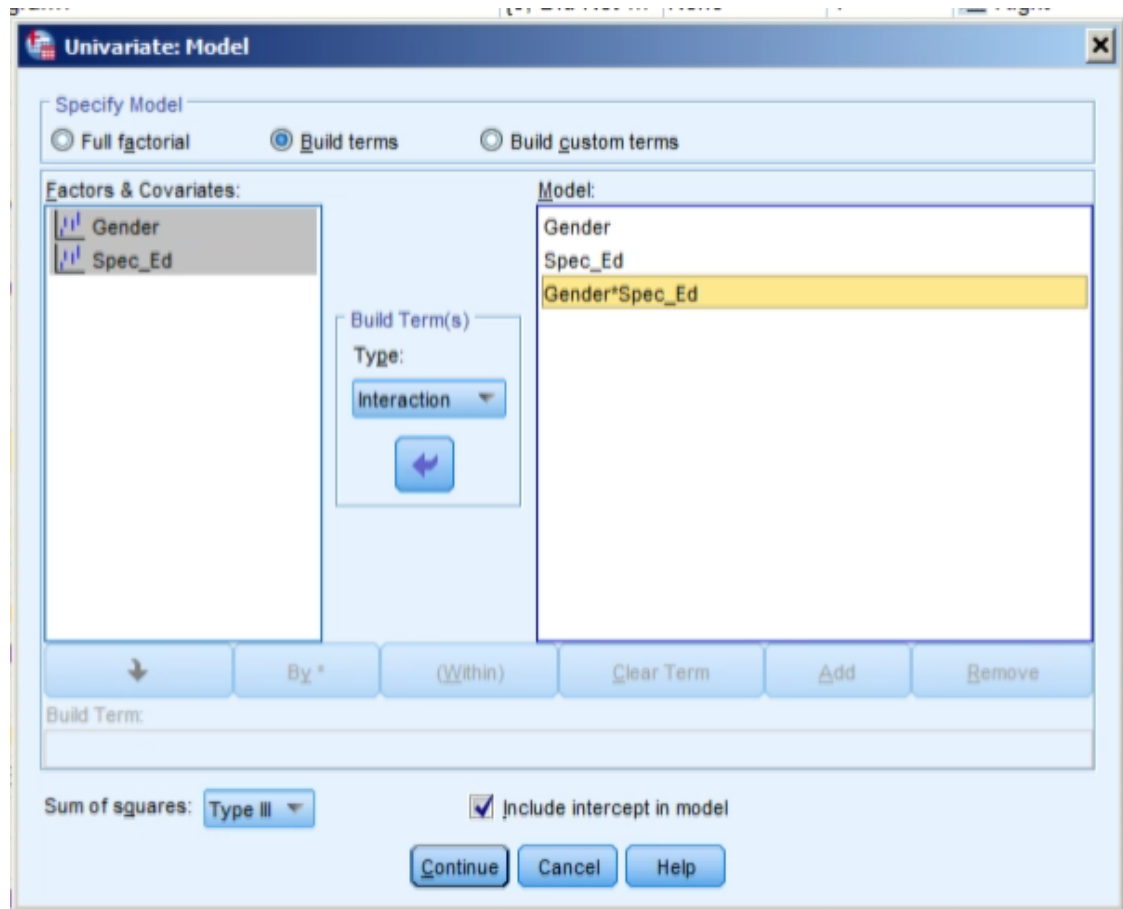 Univariate: Model
Specify Model
Full factorial Build terms Build custom terms
Factors & Covariates: Model:
Gender Gender
Spec_Ed Spec_Ed
Gender*Spec_Ed
Build Term(s)
Type:
Interaction
By * (Within) Clear Term Add Remove
Build Term:
Sum of squares: Type III Include intercept in model
Continue Cancel Help